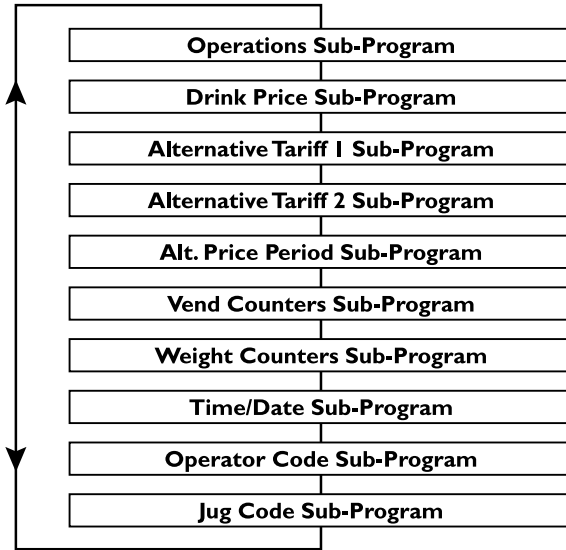 Operations Sub-Program
Drink Price Sub-Program
Alternative Tariff 1 Sub-Program
Alternative Tariff 2 Sub-Program
Alt. Price Period Sub-Program
Vend Counters Sub-Program
Weight Counters Sub-Program
Time/Date Sub-Program
Operator Code Sub-Program
Jug Code Sub-Program